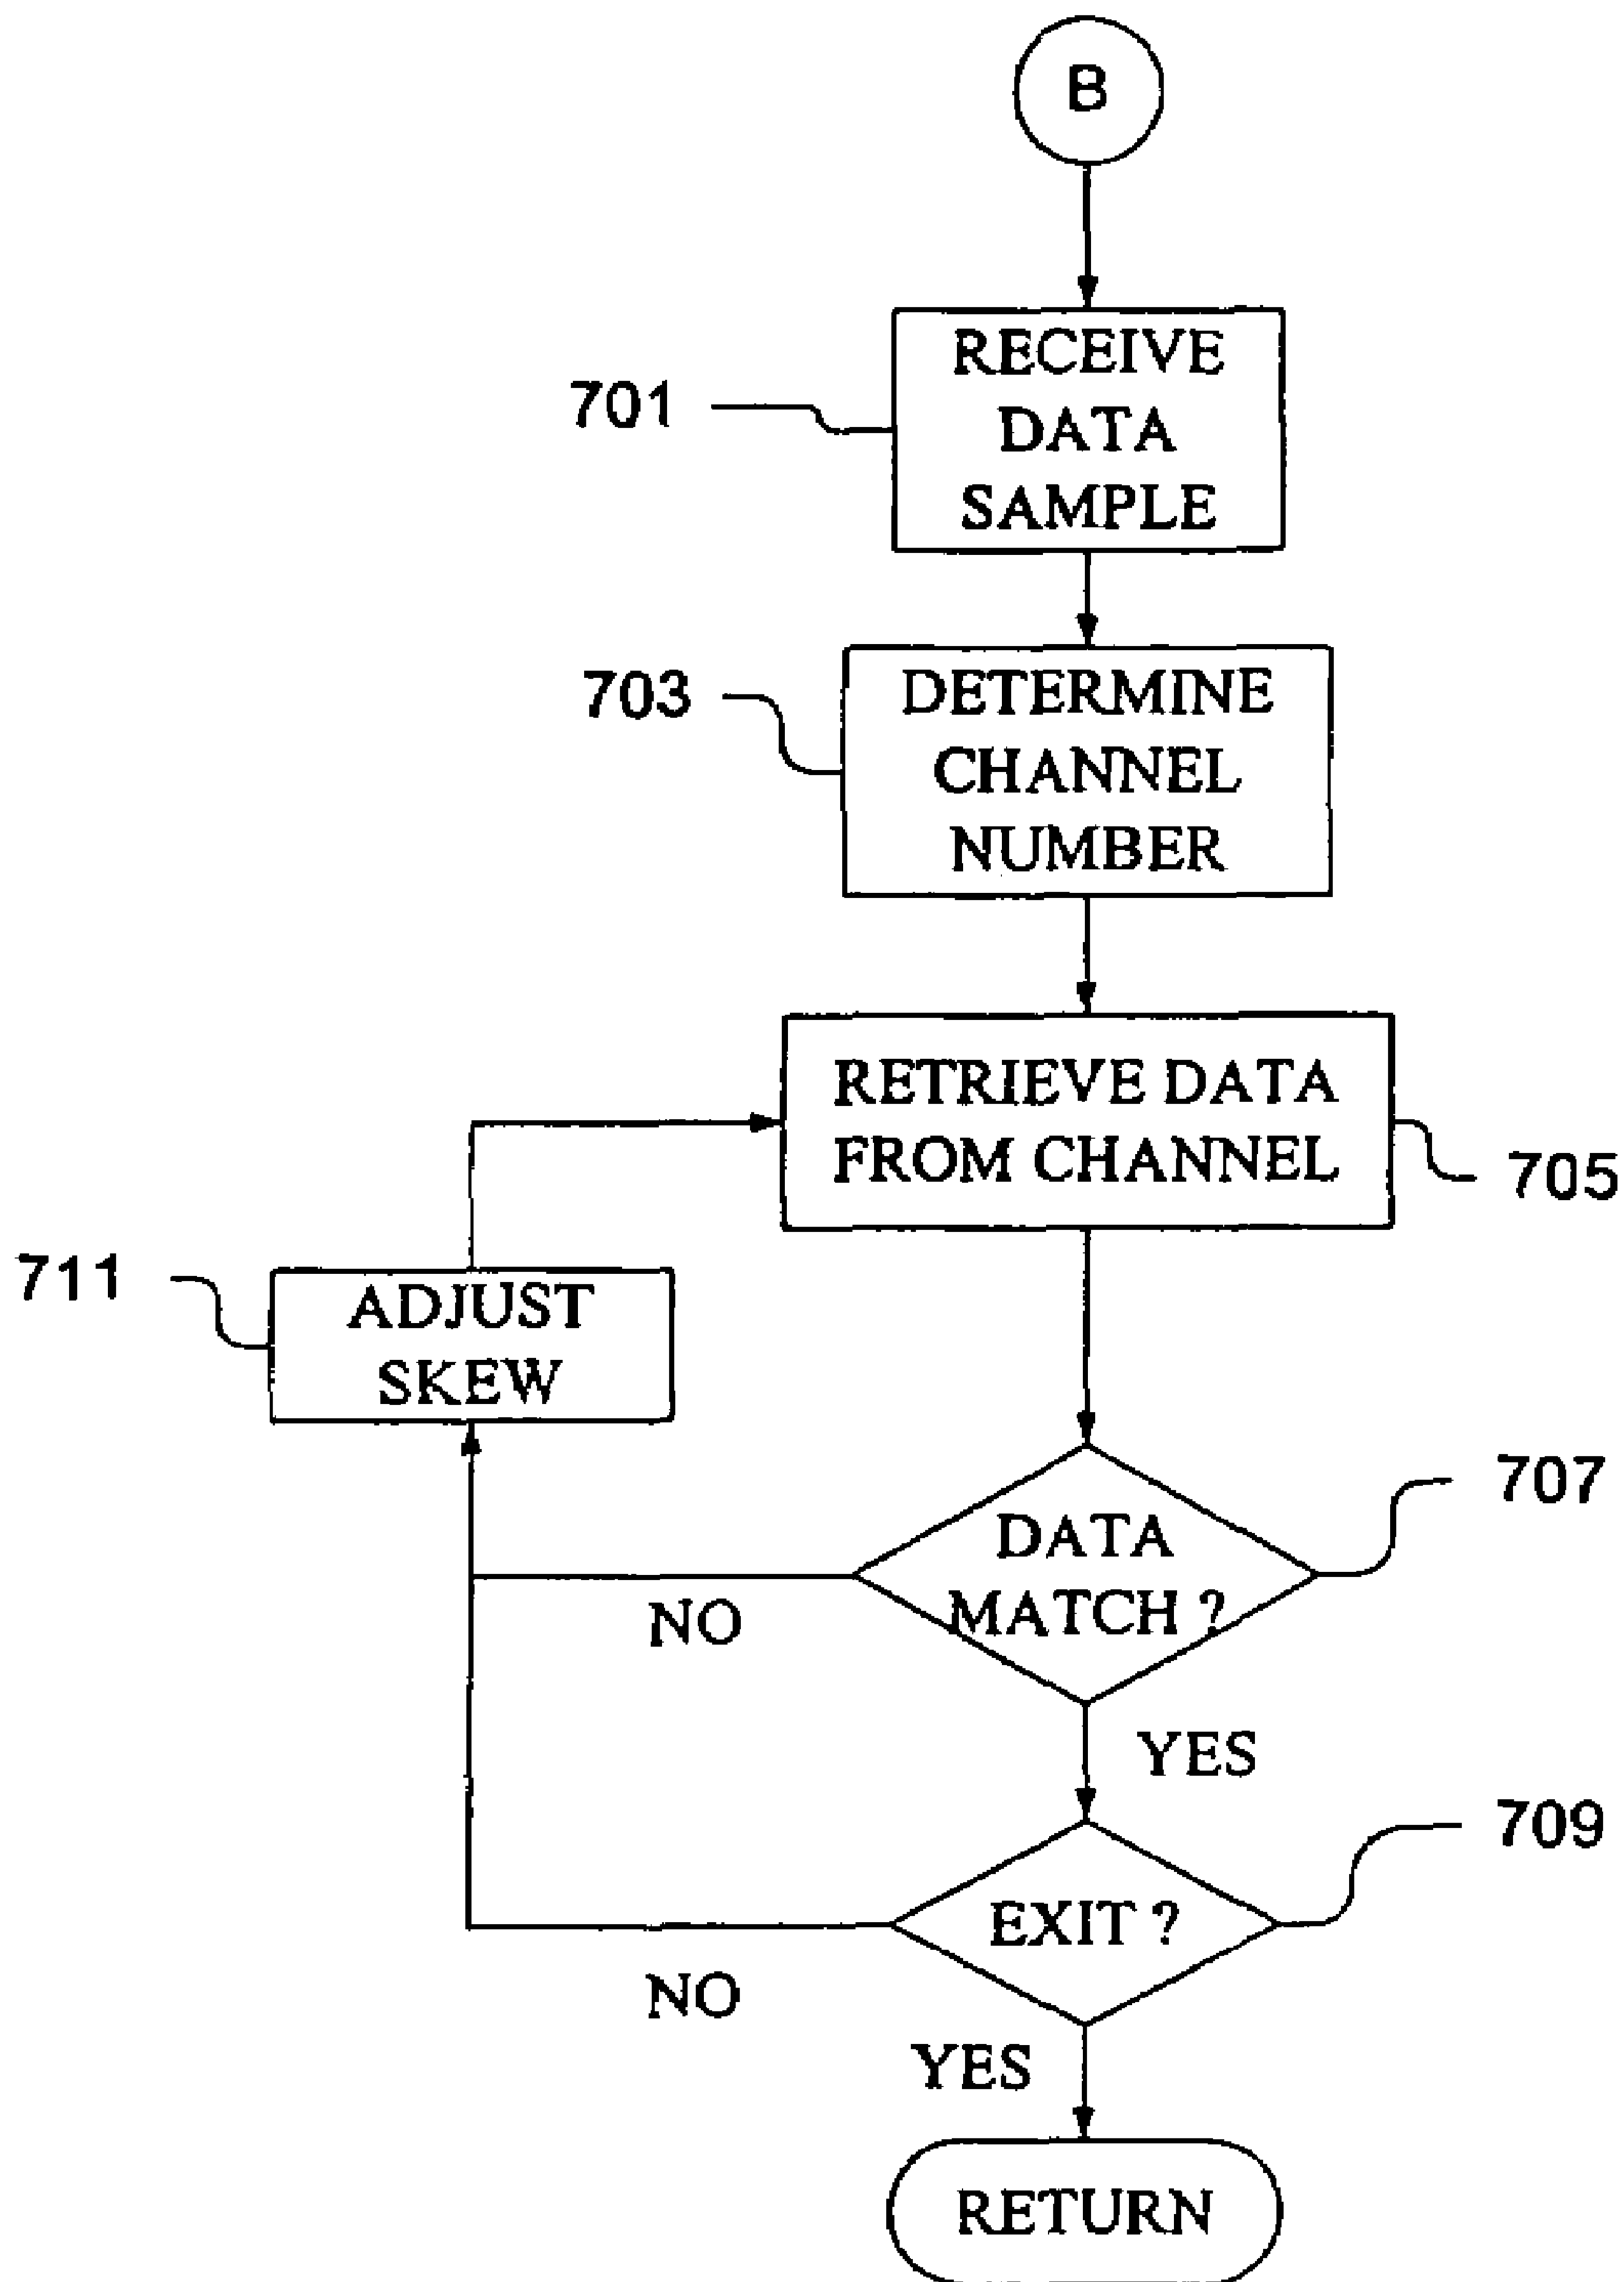 B
701
RECEIVE
DATA
SAMPLE
703
DETERMINE
CHANNEL
NUMBER
RETRIEVE DATA
FROM CHANNEL
705
711
ADJUST
SKEW
707
DATA
MATCH ?
NO
YES
709
EXIT ?
NO
YES
RETURN